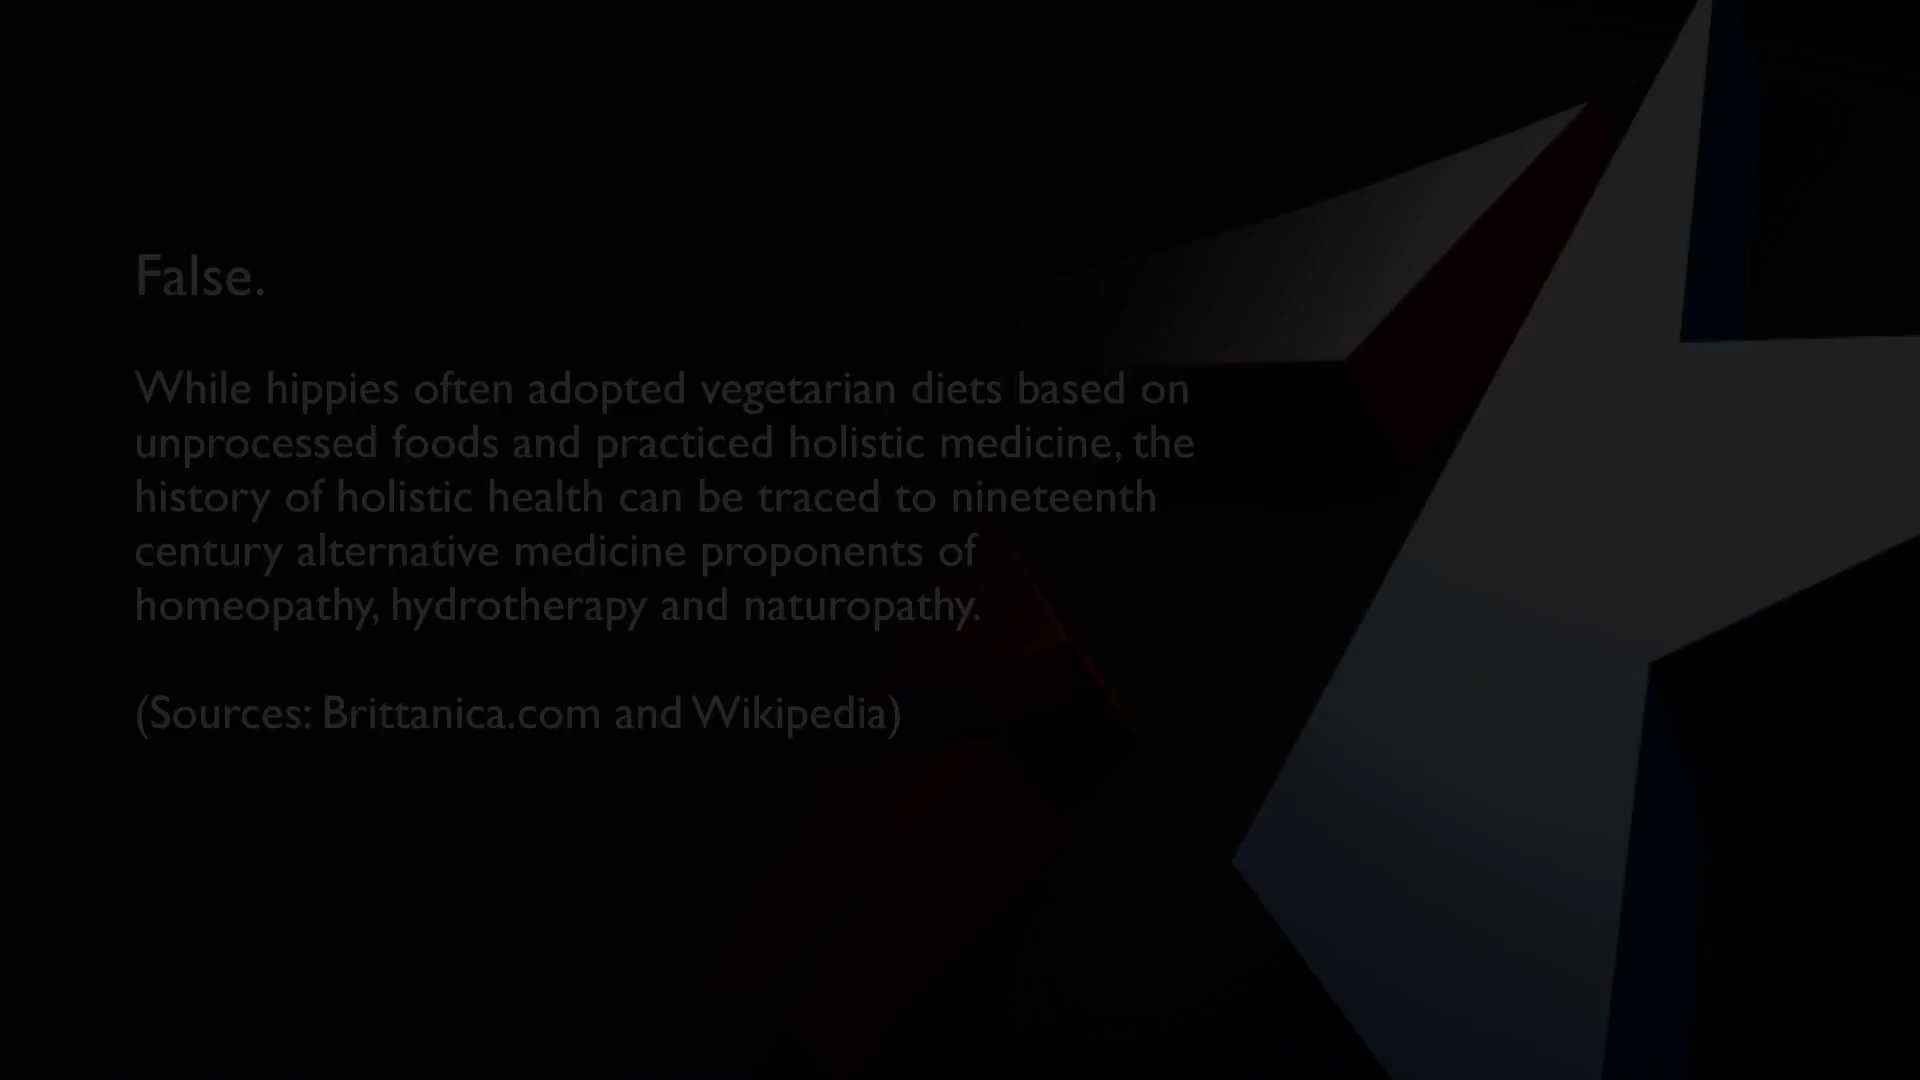 False.
While hippies often adopted vegetarian diets based on
unprocessed foods and practiced holistic medicine, the
history of holistic health can be traced to nineteenth
century alternative medicine proponents of
homeopathy, hydrotherapy and naturopathy.
(Sources: Brittanica.com and Wikipedia)